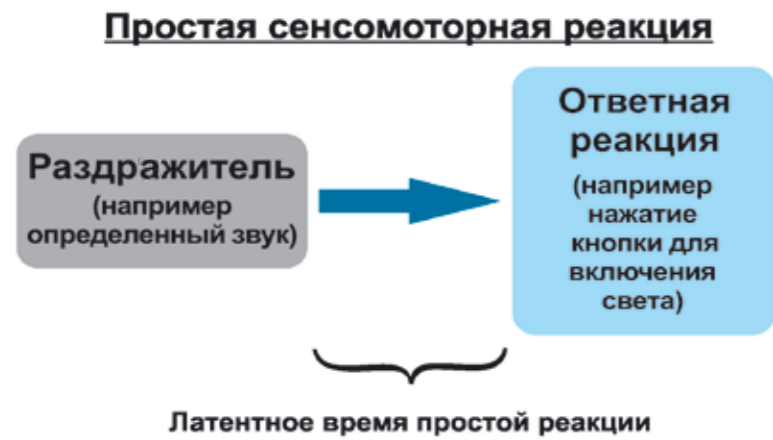 Простая сенсомоторная реакция
Раздражитель
(например
определенный звук)
Ответная
реакция
(например
нажатие
кнопки для
включения
света)
Латентное время простой реакции